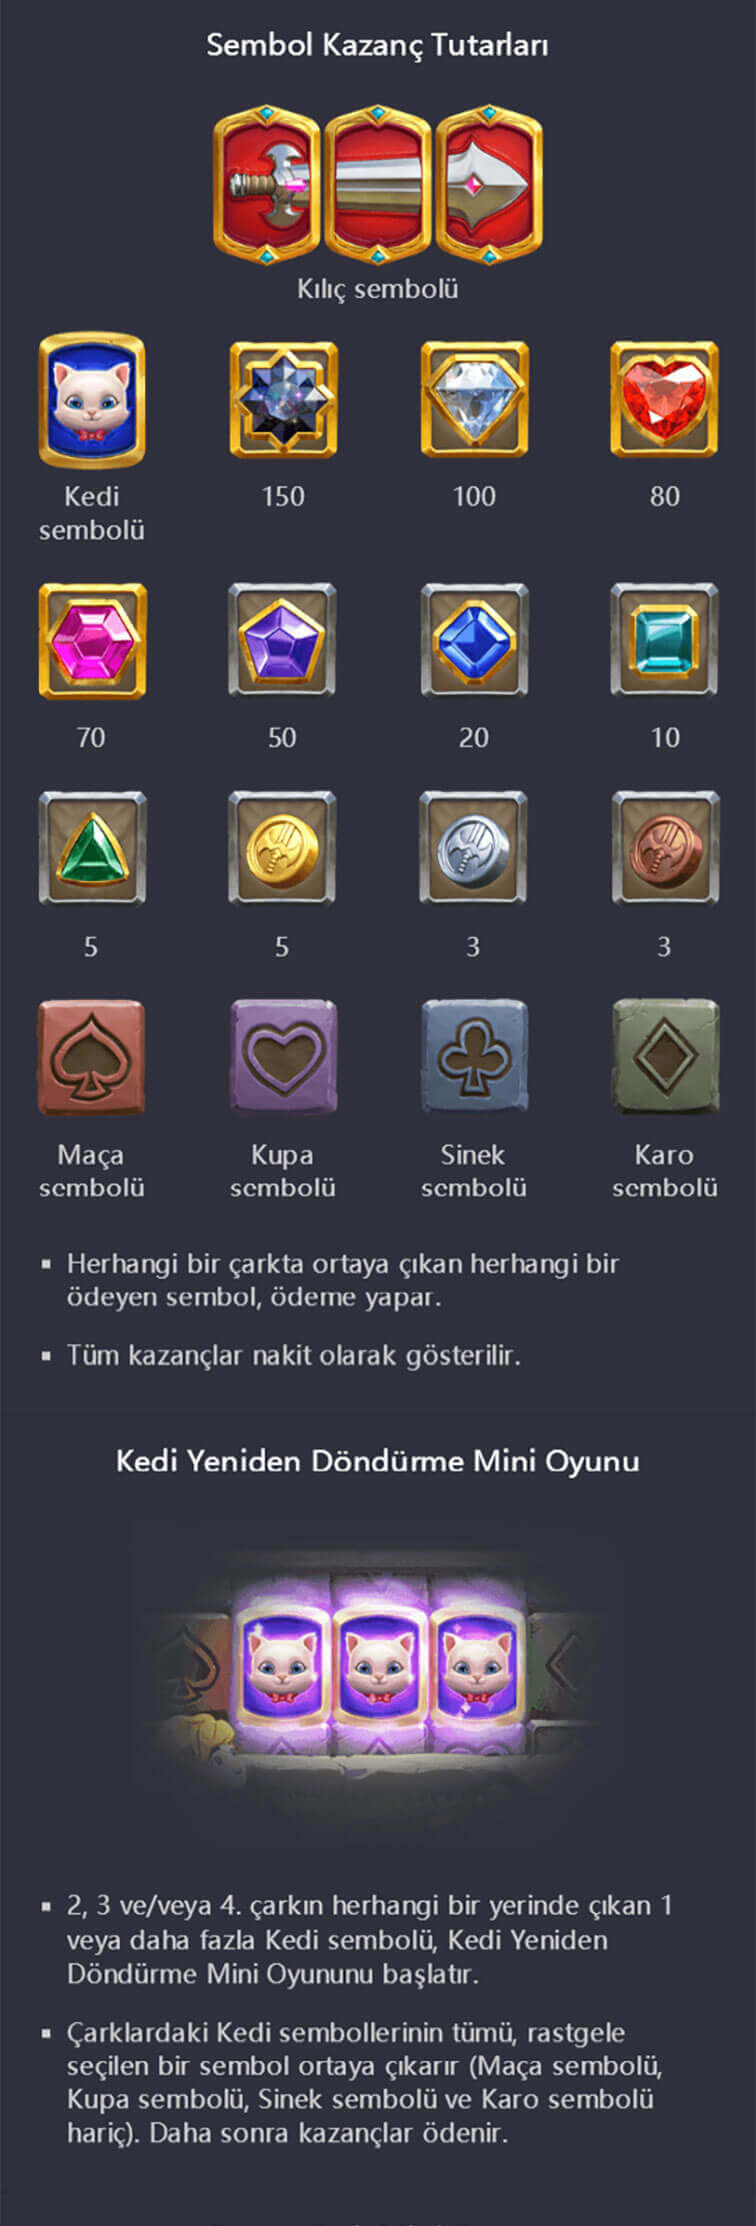 Sembol Kazanç Tutarları
Kılıç sembolü
Kedi
sembolü
150
100
80
70
50
20
10
5
5
3
3
Maça
sembolü
Kupa
sembolü
Sinek
sembolü
Karo
sembolü
▪ Herhangi bir çarkta ortaya çıkan herhangi bir
ödeyen sembol, ödeme yapar.
▪ Tüm kazançlar nakit olarak gösterilir.
Kedi Yeniden Döndürme Mini Oyunu
▪ 2, 3 ve/veya 4. çarkın herhangi bir yerinde çıkan 1
veya daha fazla Kedi sembolü, Kedi Yeniden
Döndürme Mini Oyununu başlatır.
▪ Çarklardaki Kedi sembollerinin tümü, rastgele
seçilen bir sembol ortaya çıkarır (Maça sembolü,
Kupa sembolü, Sinek sembolü ve Karo sembolü
hariç). Daha sonra kazançlar ödenir.